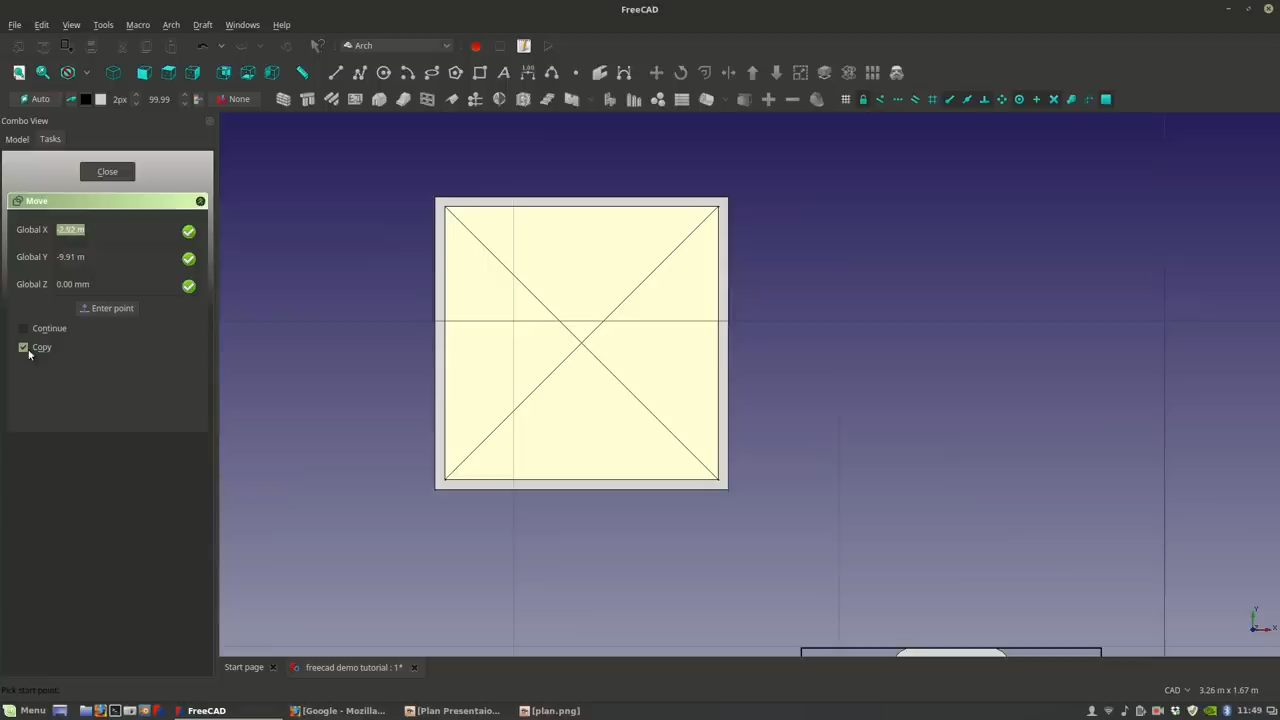 FreeCAD
File Edit View Tools Macro Arch Draft Windows Help
Arch
Auto 2px 99.99 None
Combo View
Model Tasks
Close
Move
Global X -2.92 m
Global Y -9.91 m
Global Z 0.00 mm
Enter point
Continue
Copy
Y
X
Start page freecad demo tutorial : 1*
Pick start point:
CAD 3.26 m x 1.67 m
Menu FreeCAD [Google - Mozilla... [Plan Presentaio... [plan.png] 11:49